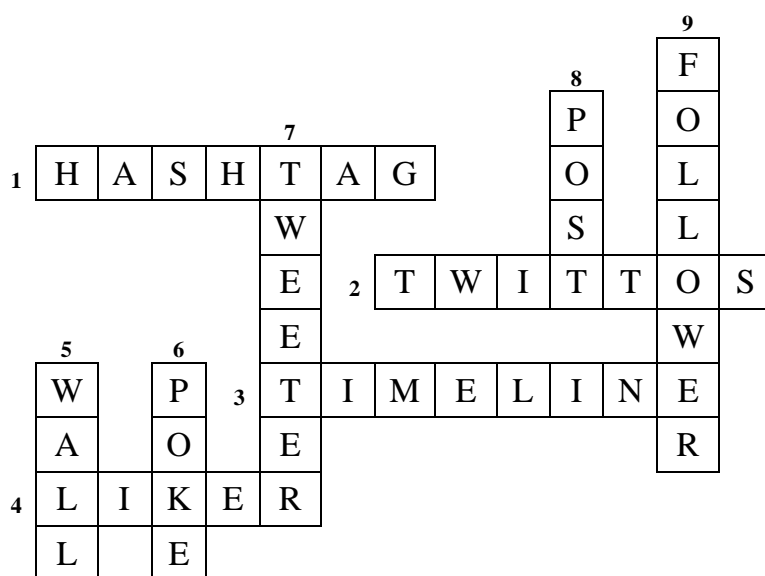 9
F
8
P O
7
1 H A S H T A G O L
W S L
E 2 T W I T T O S
5 6 E W
W P 3 T I M E L I N E
A O E R
4 L I K E R
L E